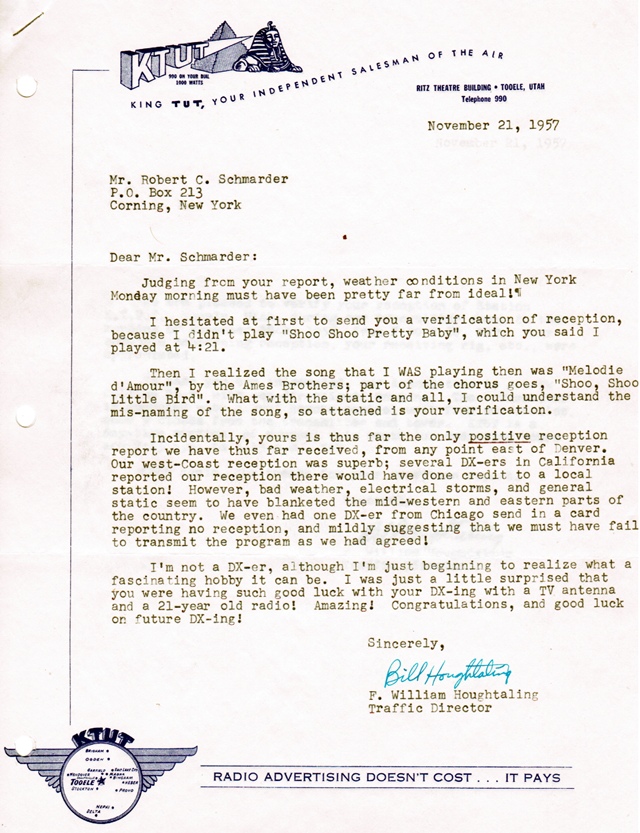 KTUT
990 ON YOUR DIAL
1000 WATTS
KING TUT, YOUR INDEPENDENT SALESMAN OF THE AIR
RITZ THEATRE BUILDING • TOOELE, UTAH
Telephone 990
November 21, 1957
Mr. Robert C. Schmarder
P.O. Box 213
Corning, New York
Dear Mr. Schmarder:
Judging from your report, weather conditions in New York
Monday morning must have been pretty far from ideal!
I hesitated at first to send you a verification of reception,
because I didn't play "Shoo Shoo Pretty Baby", which you said I
played at 4:21.
Then I realized the song that I WAS playing then was "Melodie
d'Amour", by the Ames Brothers; part of the chorus goes, "Shoo, Shoo
Little Bird". What with the static and all, I could understand the
mis-naming of the song, so attached is your verification.
Incidentally, yours is thus far the only positive reception
report we have thus far received, from any point east of Denver.
Our west-Coast reception was superb; several DX-ers in California
reported our reception there would have done credit to a local
station! However, bad weather, electrical storms, and general
static seem to have blanketed the mid-western and eastern parts of
the country. We even had one DX-er from Chicago send in a card
reporting no reception, and mildly suggesting that we must have fail
to transmit the program as we had agreed!
I'm not a DX-er, although I'm just beginning to realize what a
fascinating hobby it can be. I was just a little surprised that
you were having such good luck with your DX-ing with a TV antenna
and a 21-year old radio! Amazing! Congratulations, and good luck
on future DX-ing!
Sincerely,
Bill Houghtaling
F. William Houghtaling
Traffic Director
KTUT
BRIGHAM
OGDEN
GARFIELD
SALT LAKE CITY
MAGNA
BINGHAM
TOOELE
HEBER
STOCKTON
PROVO
NEPHI
DELTA
RADIO ADVERTISING DOESN'T COST . . . IT PAYS